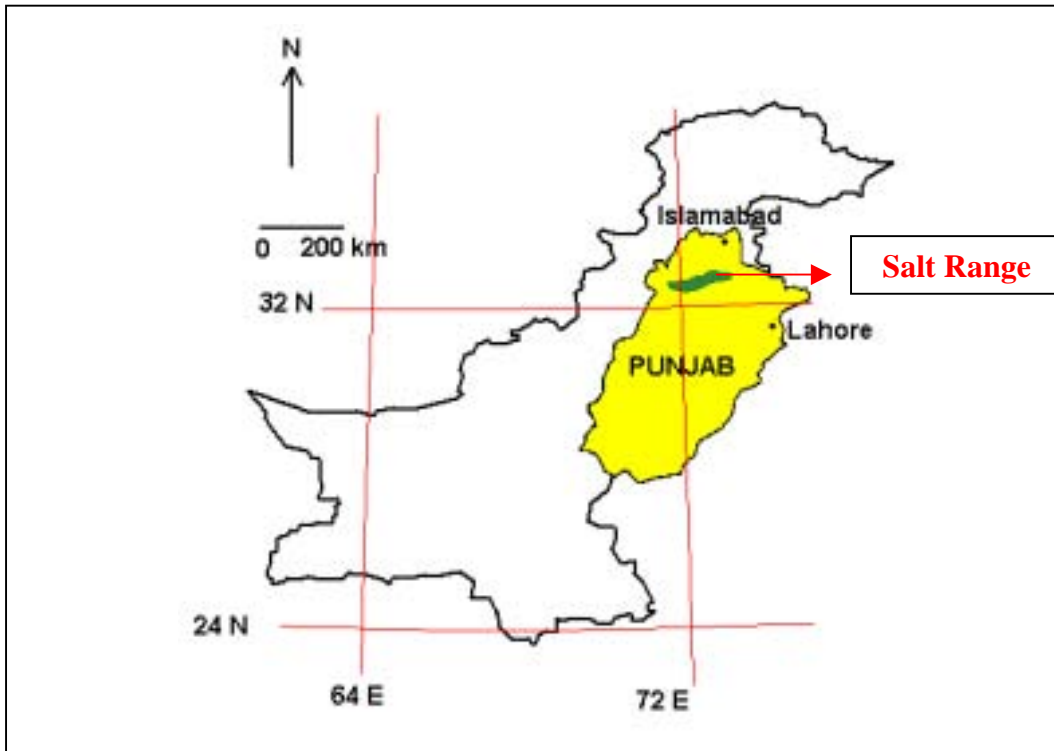 N
Islamabad
0 200 km
Salt Range
32 N
Lahore
PUNJAB
24 N
64 E
72 E